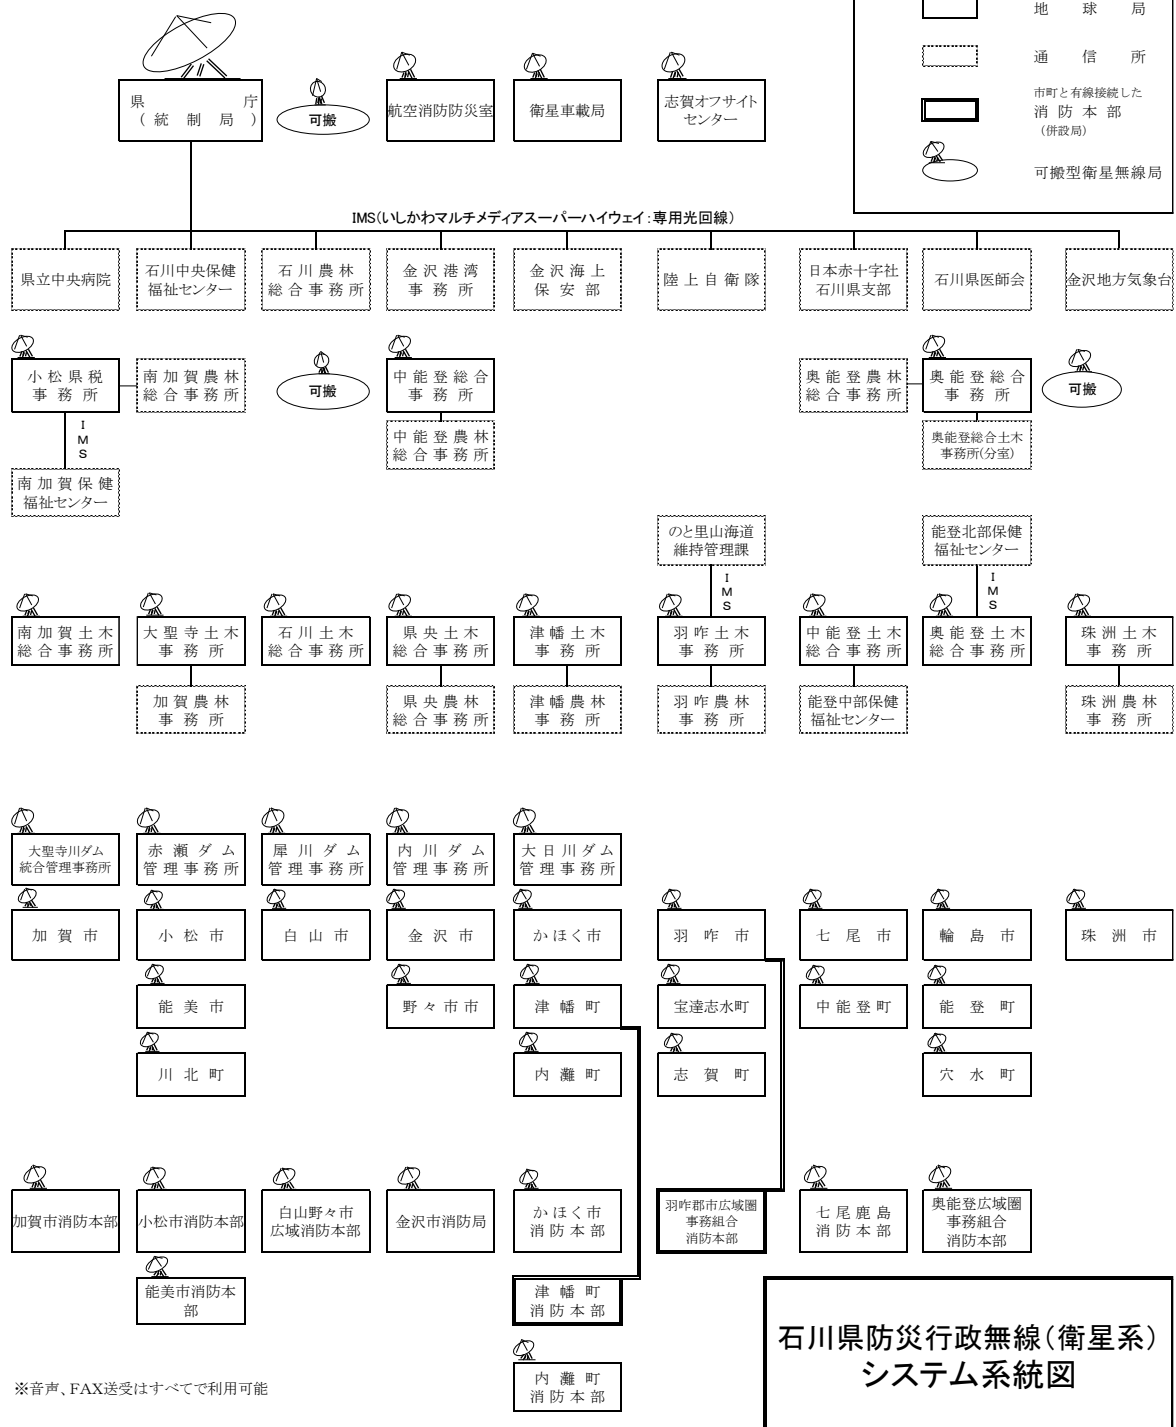 地球局
通信所
市町と有線接続した
消防本部
（併設局）
可搬型衛星無線局
県庁
（統制局）
可搬
航空消防防災室
衛星車載局
志賀オフサイト
センター
IMS（いしかわマルチメディアスーパーハイウェイ：専用光回線）
県立中央病院
石川中央保健
福祉センター
石川農林
総合事務所
金沢港湾
事務所
金沢海上
保安部
陸上自衛隊
日本赤十字社
石川県支部
石川県医師会
金沢地方気象台
小松県税
事務所
南加賀農林
総合事務所
可搬
中能登総合
事務所
奥能登農林
総合事務所
奥能登総合
事務所
可搬
IMS
中能登農林
総合事務所
奥能登総合土木
事務所（分室）
南加賀保健
福祉センター
のと里山海道
維持管理課
能登北部保健
福祉センター
IMS
IMS
南加賀土木
総合事務所
大聖寺土木
事務所
石川土木
総合事務所
県央土木
総合事務所
津幡土木
事務所
羽咋土木
事務所
中能登土木
総合事務所
奥能登土木
総合事務所
珠洲土木
事務所
加賀農林
事務所
県央農林
総合事務所
津幡農林
事務所
羽咋農林
事務所
能登中部保健
福祉センター
珠洲農林
事務所
大聖寺川ダム
統合管理事務所
赤瀬ダム
管理事務所
犀川ダム
管理事務所
内川ダム
管理事務所
大日川ダム
管理事務所
加賀市
小松市
白山市
金沢市
かほく市
羽咋市
七尾市
輪島市
珠洲市
能美市
野々市市
津幡町
宝達志水町
中能登町
能登町
川北町
内灘町
志賀町
穴水町
加賀市消防本部
小松市消防本部
白山野々市
広域消防本部
金沢市消防局
かほく市
消防本部
羽咋郡市広域圏
事務組合
消防本部
七尾鹿島
消防本部
奥能登広域圏
事務組合
消防本部
能美市消防本
部
津幡町
消防本部
内灘町
消防本部
石川県防災行政無線（衛星系）
システム系統図
※音声、FAX送受はすべてで利用可能